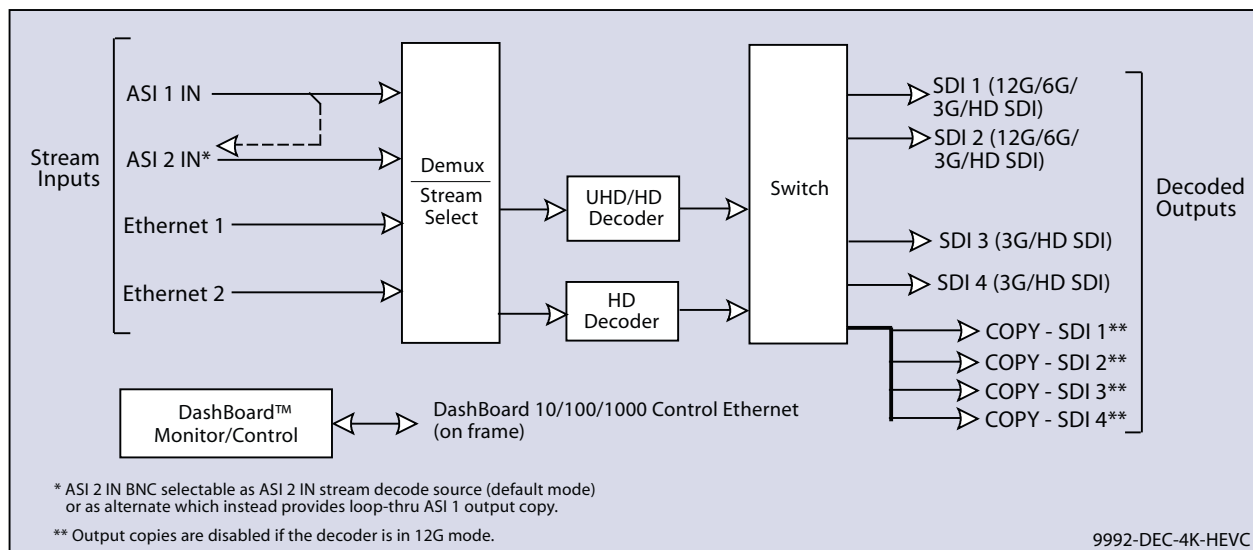 Stream
Inputs
ASI 1 IN
ASI 2 IN*
Ethernet 1
Ethernet 2
Demux
Stream
Select
UHD/HD
Decoder
HD
Decoder
Switch
SDI 1 (12G/6G/
3G/HD SDI)
SDI 2 (12G/6G/
3G/HD SDI)
SDI 3 (3G/HD SDI)
SDI 4 (3G/HD SDI)
COPY - SDI 1**
COPY - SDI 2**
COPY - SDI 3**
COPY - SDI 4**
Decoded
Outputs
DashBoard™
Monitor/Control
DashBoard 10/100/1000 Control Ethernet
(on frame)
* ASI 2 IN BNC selectable as ASI 2 IN stream decode source (default mode)
or as alternate which instead provides loop-thru ASI 1 output copy.
** Output copies are disabled if the decoder is in 12G mode.
9992-DEC-4K-HEVC